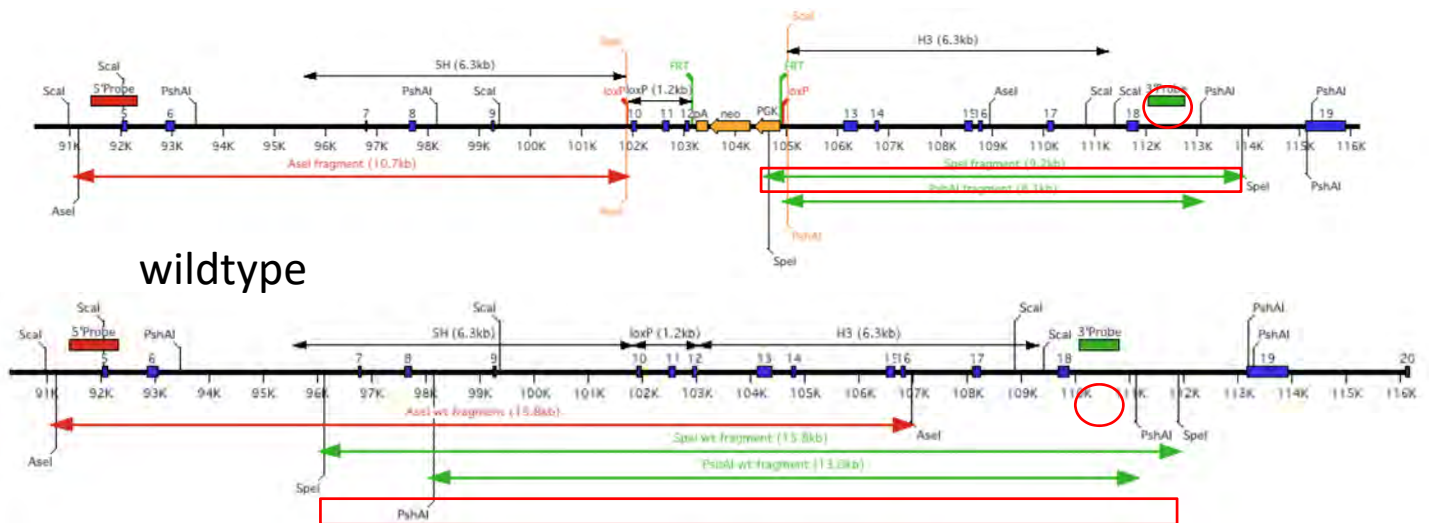 ScaI
H3 (6.3kb)
5H (6.3kb)
FRT
FRT
ScaI
ScaI 5'Probe PshAI PshAI ScaI loxP loxP (1.2kb) loxP AseI ScaI ScaI 3'Probe PshAI PshAI
5 6 7 8 9 10 11 12 pA neo PGK 13 14 15 16 17 18 19
91K 92K 93K 94K 95K 96K 97K 98K 99K 100K 101K 102K 103K 104K 105K 106K 107K 108K 109K 110K 111K 112K 113K 114K 115K 116K
AseI fragment (10.7kb) SpeI fragment (9.2kb)
PshAI fragment (8.1kb)
SpeI PshAI
AseI
PshAI
SpeI
wildtype
ScaI ScaI ScaI PshAI
ScaI 5'Probe PshAI 5H (6.3kb) loxP (1.2kb) H3 (6.3kb) ScaI 3'Probe PshAI
5 6 7 8 9 10 11 12 13 14 15 16 17 18 19 20
91K 92K 93K 94K 95K 96K 97K 98K 99K 100K 101K 102K 103K 104K 105K 106K 107K 108K 109K 110K 111K 112K 113K 114K 115K 116K
AseI wt fragment (15.8kb)
AseI PshAI SpeI
SpeI wt fragment (15.8kb)
AseI
PshAI wt fragment (13.0kb)
SpeI
PshAI